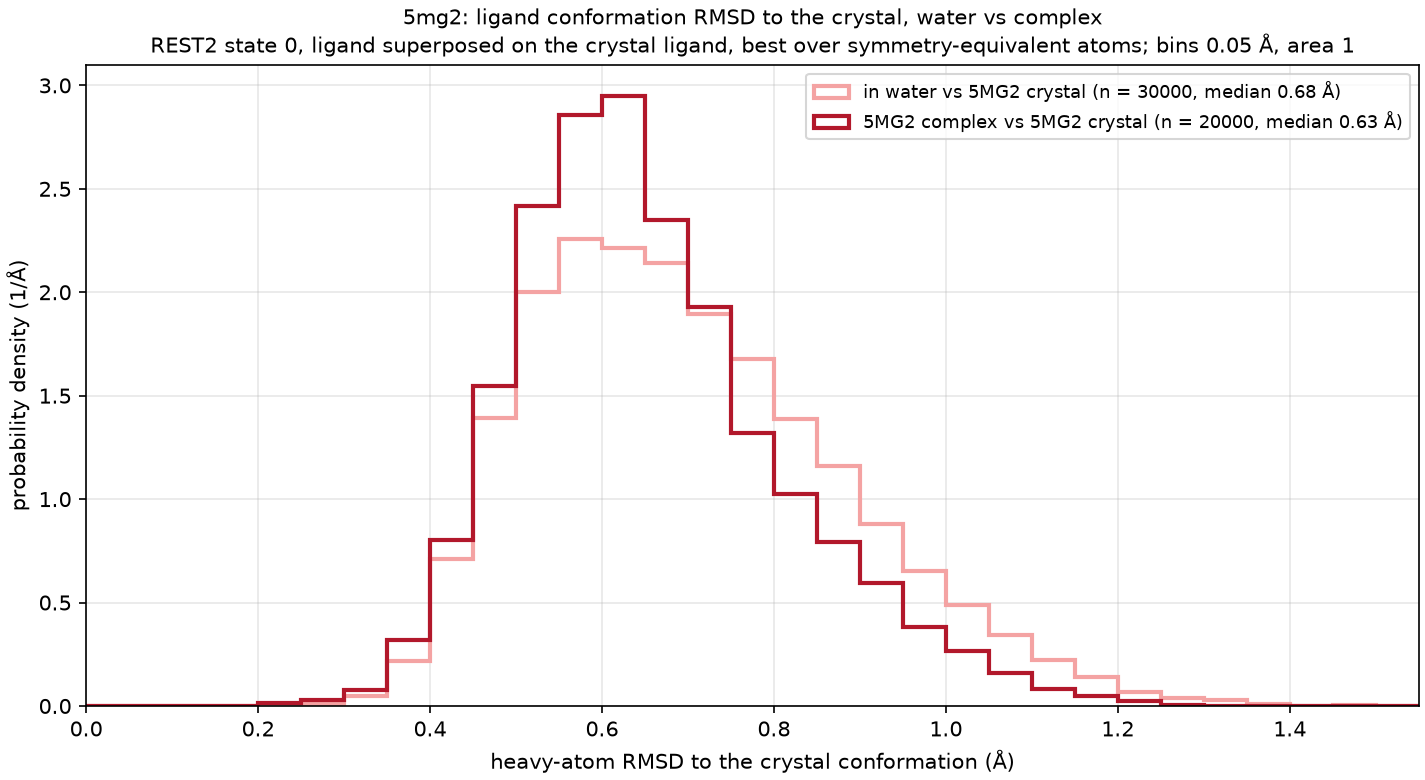 5mg2: ligand conformation RMSD to the crystal, water vs complex
REST2 state 0, ligand superposed on the crystal ligand, best over symmetry-equivalent atoms; bins 0.05 Å, area 1
in water vs 5MG2 crystal (n = 30000, median 0.68 Å)
5MG2 complex vs 5MG2 crystal (n = 20000, median 0.63 Å)
probability density (1/Å)
3.0
2.5
2.0
1.5
1.0
0.5
0.0
0.0 0.2 0.4 0.6 0.8 1.0 1.2 1.4
heavy-atom RMSD to the crystal conformation (Å)